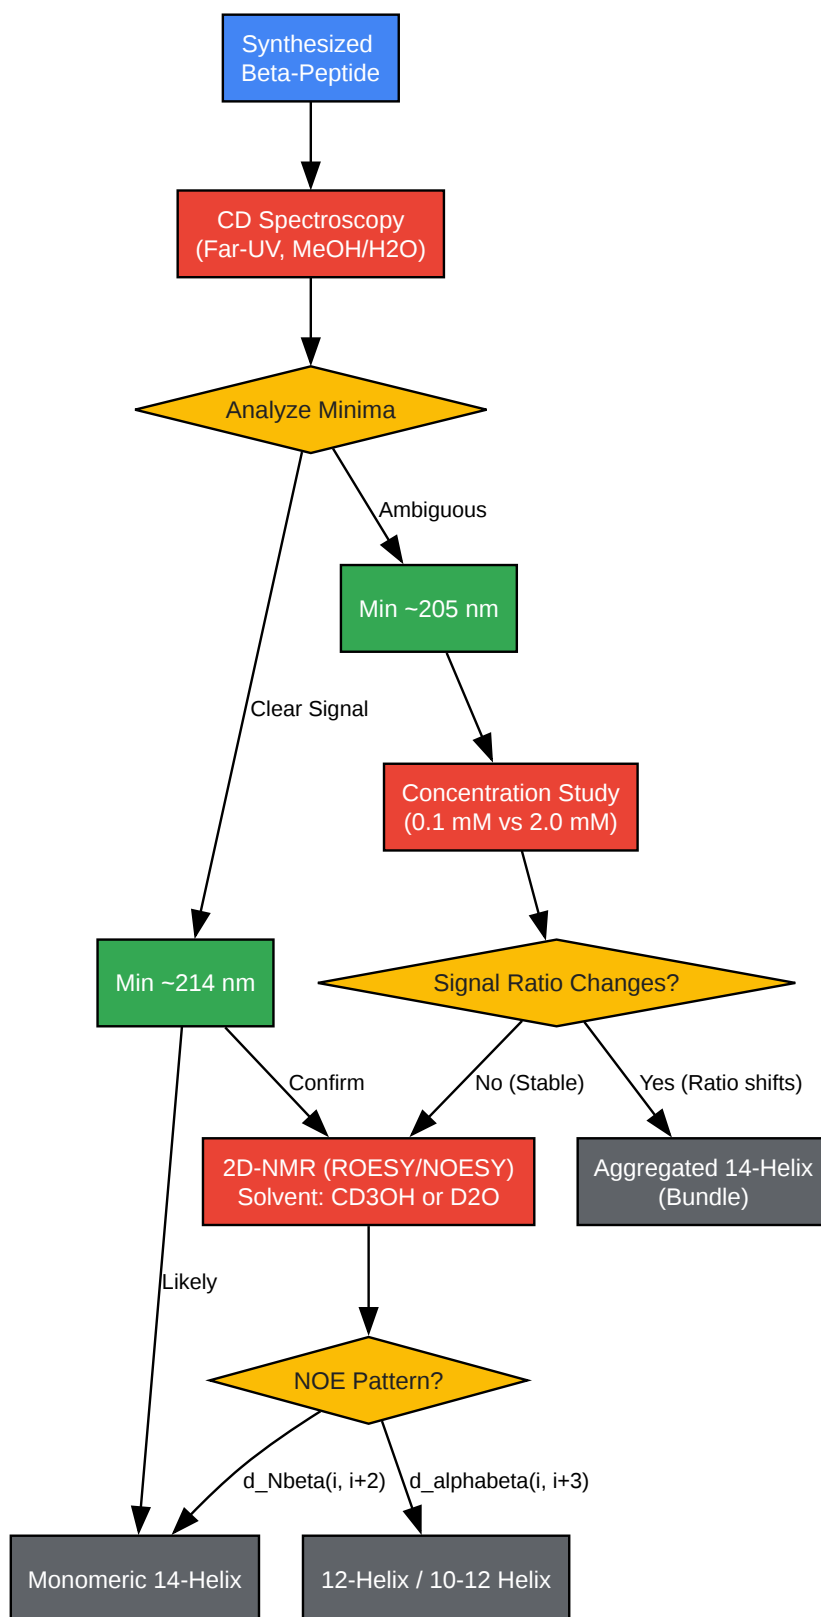 Synthesized
Beta-Peptide
CD Spectroscopy
(Far-UV, MeOH/H2O)
Analyze Minima
Ambiguous
Min ~205 nm
Clear Signal
Concentration Study
(0.1 mM vs 2.0 mM)
Min ~214 nm
Signal Ratio Changes?
Confirm
No (Stable)
Yes (Ratio shifts)
2D-NMR (ROESY/NOESY)
Solvent: CD3OH or D2O
Aggregated 14-Helix
(Bundle)
Likely
NOE Pattern?
d_Nbeta(i, i+2)
d_alphabeta(i, i+3)
Monomeric 14-Helix
12-Helix / 10-12 Helix